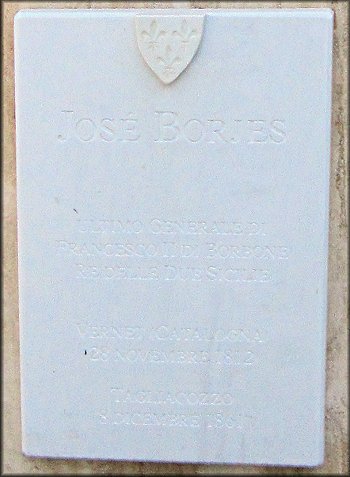 José Borjes
Ultimo Generale di
Francesco II di Borbone
Re delle Due Sicilie
Vernet (Catalogna)
28 novembre 1812
Tagliacozzo
8 dicembre 1861